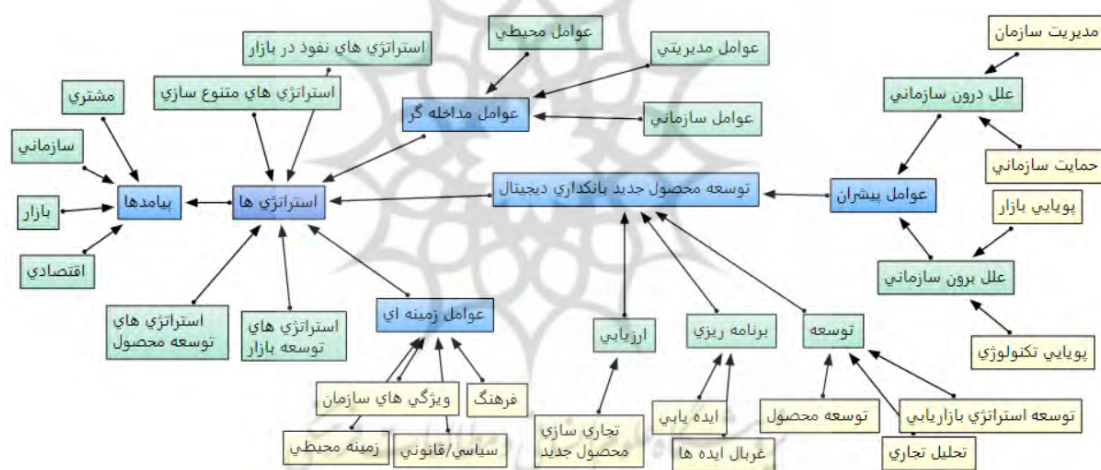 مديريت سازمان
عوامل محيطي
استراتژي هاي نفوذ در بازار
عوامل مديريتي
علل درون سازماني
استراتژي هاي متنوع سازي
مشتري
عوامل مداخله گر
عوامل سازماني
سازماني
حمايت سازماني
توسعه محصول جديد بانكداري ديجيتال
عوامل پيشران
استراتژي ها
پيامدها
پويايي بازار
بازار
علل برون سازماني
اقتصادي
عوامل زمينه اي
استراتژي هاي
توسعه بازار
استراتژي هاي
توسعه محصول
توسعه
برنامه ريزي
ارزيابي
پويايي تكنولوژي
فرهنگ
ويژگي هاي سازمان
توسعه استراتژي بازاريابي
توسعه محصول
ايده يابي
تجاري سازي
محصول جديد
تحليل تجاري
غربال ايده ها
سياسي/قانوني
زمينه محيطي